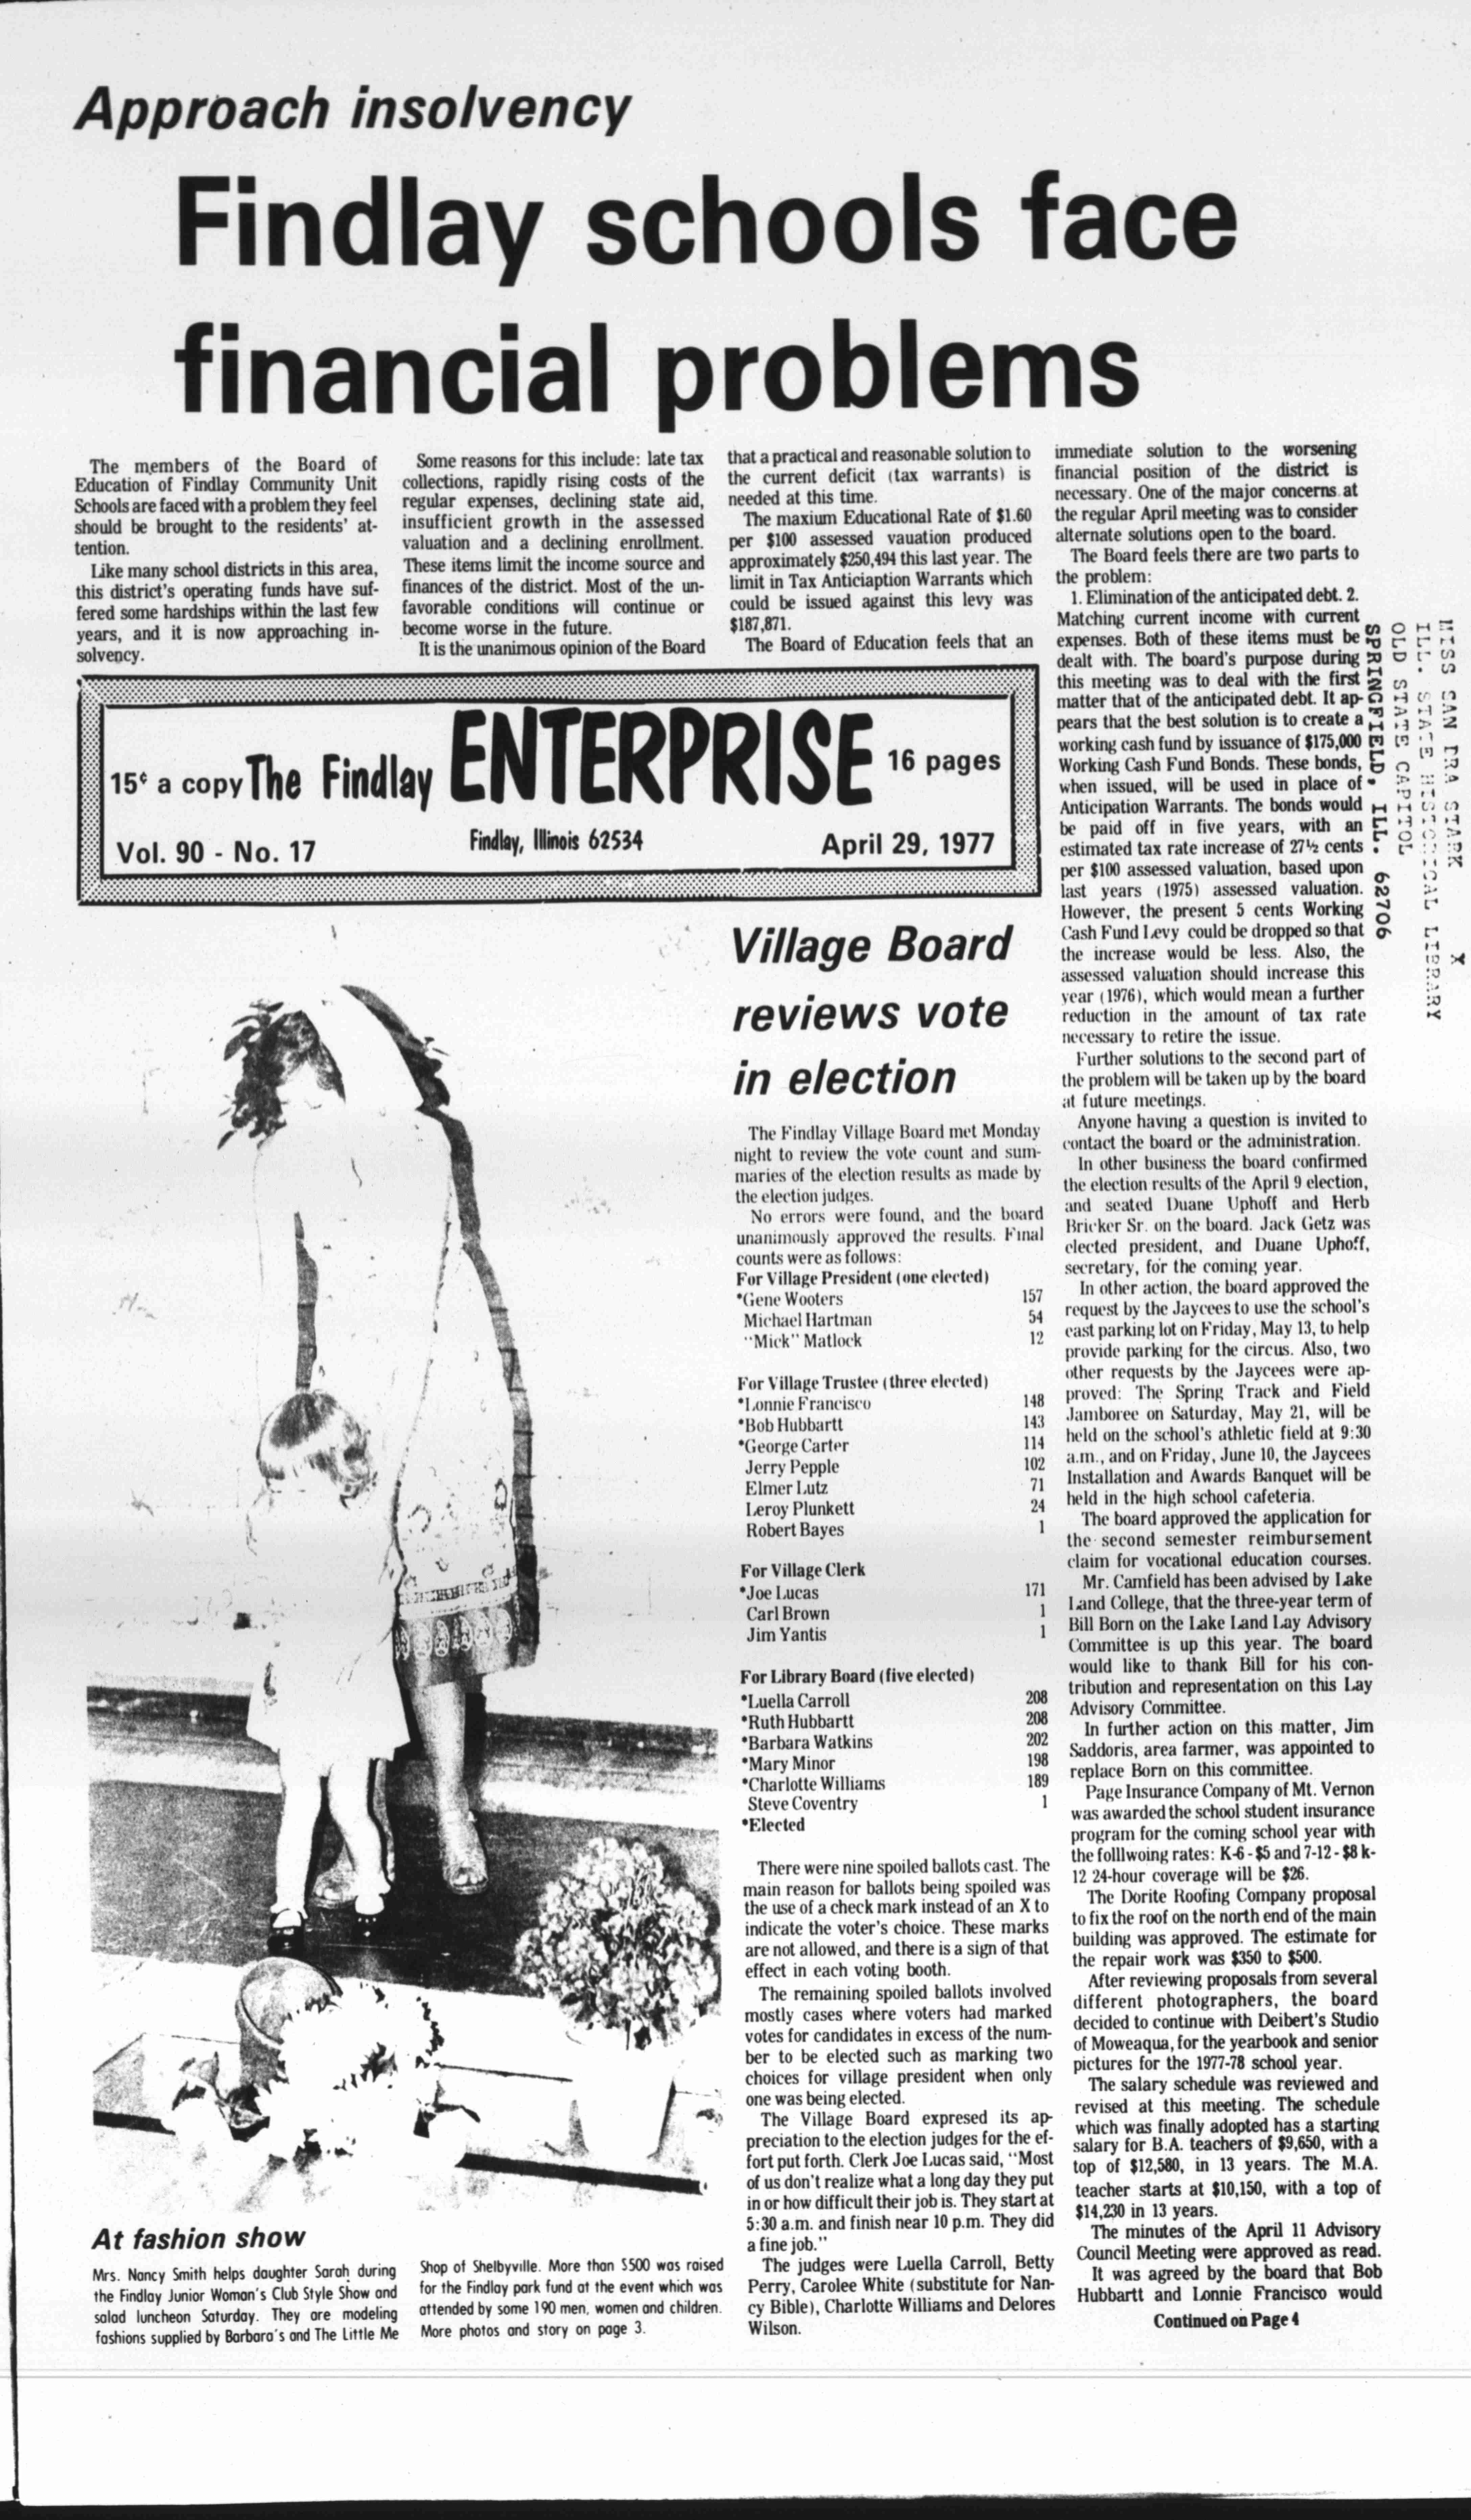 Approach insolvency
Findlay schools face
financial problems
The members of the Board of
Education of Findlay Community Unit
Schools are faced with a problem they feel
should be brought to the residents' at-
tention.
Like many school districts in this area,
this district's operating funds have suf-
fered some hardships within the last few
years, and it is now approaching in-
solvency.
Some reasons for this include: late tax
collections, rapidly rising costs of the
regular expenses, declining state aid,
insufficient growth in the assessed
valuation and a declining enrollment.
These items limit the income source and
finances of the district. Most of the un-
favorable conditions will continue or
become worse in the future.
It is the unanimous opinion of the Board
that a practical and reasonable solution to
the current deficit (tax warrants) is
needed at this time.
The maxium Educational Rate of $1.60
per $100 assessed vauation produced
approximately $250,494 this last year. The
limit in Tax Anticiaption Warrants which
could be issued against this levy was
$187,871.
The Board of Education feels that an
immediate solution to the worsening
financial position of the district is
necessary. One of the major concerns at
the regular April meeting was to consider
alternate solutions open to the board.
The Board feels there are two parts to
the problem:
1. Elimination of the anticipated debt. 2.
Matching current income with current
expenses. Both of these items must be
dealt with. The board's purpose during
this meeting was to deal with the first
matter that of the anticipated debt. It ap-
pears that the best solution is to create a
working cash fund by issuance of $175,000
Working Cash Fund Bonds. These bonds,
when issued, will be used in place of
Anticipation Warrants. The bonds would
be paid off in five years, with an
estimated tax rate increase of 27½ cents
per $100 assessed valuation, based upon
last years (1975) assessed valuation.
However, the present 5 cents Working
Cash Fund Levy could be dropped so that
the increase would be less. Also, the
assessed valuation should increase this
year (1976), which would mean a further
reduction in the amount of tax rate
necessary to retire the issue.
Further solutions to the second part of
the problem will be taken up by the board
at future meetings.
Anyone having a question is invited to
contact the board or the administration.
In other business the board confirmed
the election results of the April 9 election,
and seated Duane Uphoff and Herb
Bricker Sr. on the board. Jack Getz was
elected president, and Duane Uphoff,
secretary, for the coming year.
In other action, the board approved the
request by the Jaycees to use the school's
east parking lot on Friday, May 13, to help
provide parking for the circus. Also, two
other requests by the Jaycees were ap-
proved: The Spring Track and Field
Jamboree on Saturday, May 21, will be
held on the school's athletic field at 9:30
a.m., and on Friday, June 10, the Jaycees
Installation and Awards Banquet will be
held in the high school cafeteria.
The board approved the application for
the second semester reimbursement
claim for vocational education courses.
Mr. Camfield has been advised by Lake
Land College, that the three-year term of
Bill Born on the Lake Land Lay Advisory
Committee is up this year. The board
would like to thank Bill for his con-
tribution and representation on this Lay
Advisory Committee.
In further action on this matter, Jim
Saddoris, area farmer, was appointed to
replace Born on this committee.
Page Insurance Company of Mt. Vernon
was awarded the school student insurance
program for the coming school year with
the folllwoing rates: K-6 - $5 and 7-12 - $8 k-
12 24-hour coverage will be $26.
The Dorite Roofing Company proposal
to fix the roof on the north end of the main
building was approved. The estimate for
the repair work was $350 to $500.
After reviewing proposals from several
different photographers, the board
decided to continue with Deibert's Studio
of Moweaqua, for the yearbook and senior
pictures for the 1977-78 school year.
The salary schedule was reviewed and
revised at this meeting. The schedule
which was finally adopted has a starting
salary for B.A. teachers of $9,650, with a
top of $12,580, in 13 years. The M.A.
teacher starts at $10,150, with a top of
$14,230 in 13 years.
The minutes of the April 11 Advisory
Council Meeting were approved as read.
It was agreed by the board that Bob
Hubbartt and Lonnie Francisco would
Continued on Page 4
MISS SAN DRA STARK X
ILL. STATE HISTORICAL LIBRARY
OLD STATE CAPITOL
SPRINGFIELD, ILL. 62706
15¢ a copy The Findlay ENTERPRISE 16 pages
Vol. 90 - No. 17 Findlay, Illinois 62534 April 29, 1977
Village Board
reviews vote
in election
The Findlay Village Board met Monday
night to review the vote count and sum-
maries of the election results as made by
the election judges.
No errors were found, and the board
unanimously approved the results. Final
counts were as follows:
For Village President (one elected)
*Gene Wooters 157
Michael Hartman 54
"Mick" Matlock 12
For Village Trustee (three elected)
*Lonnie Francisco 148
*Bob Hubbartt 143
*George Carter 114
Jerry Pepple 102
Elmer Lutz 71
Leroy Plunkett 24
Robert Bayes 1
For Village Clerk
*Joe Lucas 171
Carl Brown 1
Jim Yantis 1
For Library Board (five elected)
*Luella Carroll 208
*Ruth Hubbartt 208
*Barbara Watkins 202
*Mary Minor 198
*Charlotte Williams 189
Steve Coventry 1
*Elected
There were nine spoiled ballots cast. The
main reason for ballots being spoiled was
the use of a check mark instead of an X to
indicate the voter's choice. These marks
are not allowed, and there is a sign of that
effect in each voting booth.
The remaining spoiled ballots involved
mostly cases where voters had marked
votes for candidates in excess of the num-
ber to be elected such as marking two
choices for village president when only
one was being elected.
The Village Board expresed its ap-
preciation to the election judges for the ef-
fort put forth. Clerk Joe Lucas said, "Most
of us don't realize what a long day they put
in or how difficult their job is. They start at
5:30 a.m. and finish near 10 p.m. They did
a fine job."
The judges were Luella Carroll, Betty
Perry, Carolee White (substitute for Nan-
cy Bible), Charlotte Williams and Delores
Wilson.
At fashion show
Mrs. Nancy Smith helps daughter Sarah during
the Findlay Junior Woman's Club Style Show and
salad luncheon Saturday. They are modeling
fashions supplied by Barbara's and The Little Me
Shop of Shelbyville. More than $500 was raised
for the Findlay park fund at the event which was
attended by some 190 men, women and children.
More photos and story on page 3.